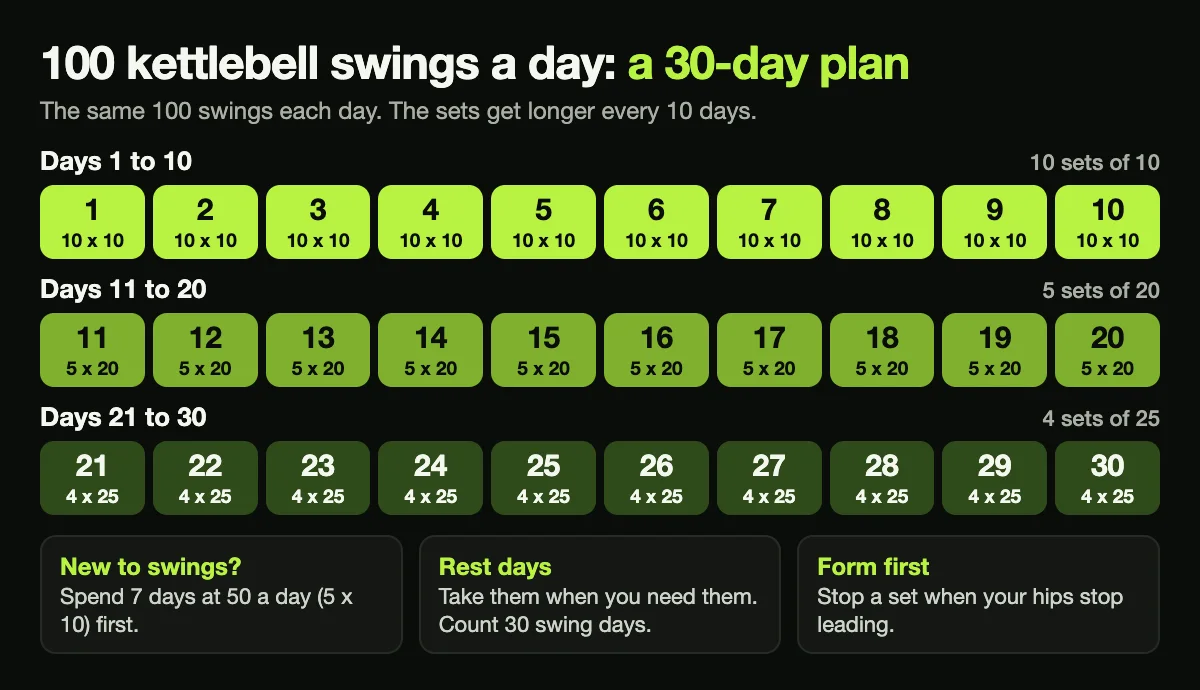 100 kettlebell swings a day: a 30-day plan
The same 100 swings each day. The sets get longer every 10 days.
Days 1 to 10
10 sets of 10
1 2 3 4 5 6 7 8 9 10
10 x 10 10 x 10 10 x 10 10 x 10 10 x 10 10 x 10 10 x 10 10 x 10 10 x 10 10 x 10
Days 11 to 20
5 sets of 20
11 12 13 14 15 16 17 18 19 20
5 x 20 5 x 20 5 x 20 5 x 20 5 x 20 5 x 20 5 x 20 5 x 20 5 x 20 5 x 20
Days 21 to 30
4 sets of 25
21 22 23 24 25 26 27 28 29 30
4 x 25 4 x 25 4 x 25 4 x 25 4 x 25 4 x 25 4 x 25 4 x 25 4 x 25 4 x 25
New to swings?
Spend 7 days at 50 a day (5 x
10) first.
Rest days
Take them when you need them.
Count 30 swing days.
Form first
Stop a set when your hips stop
leading.